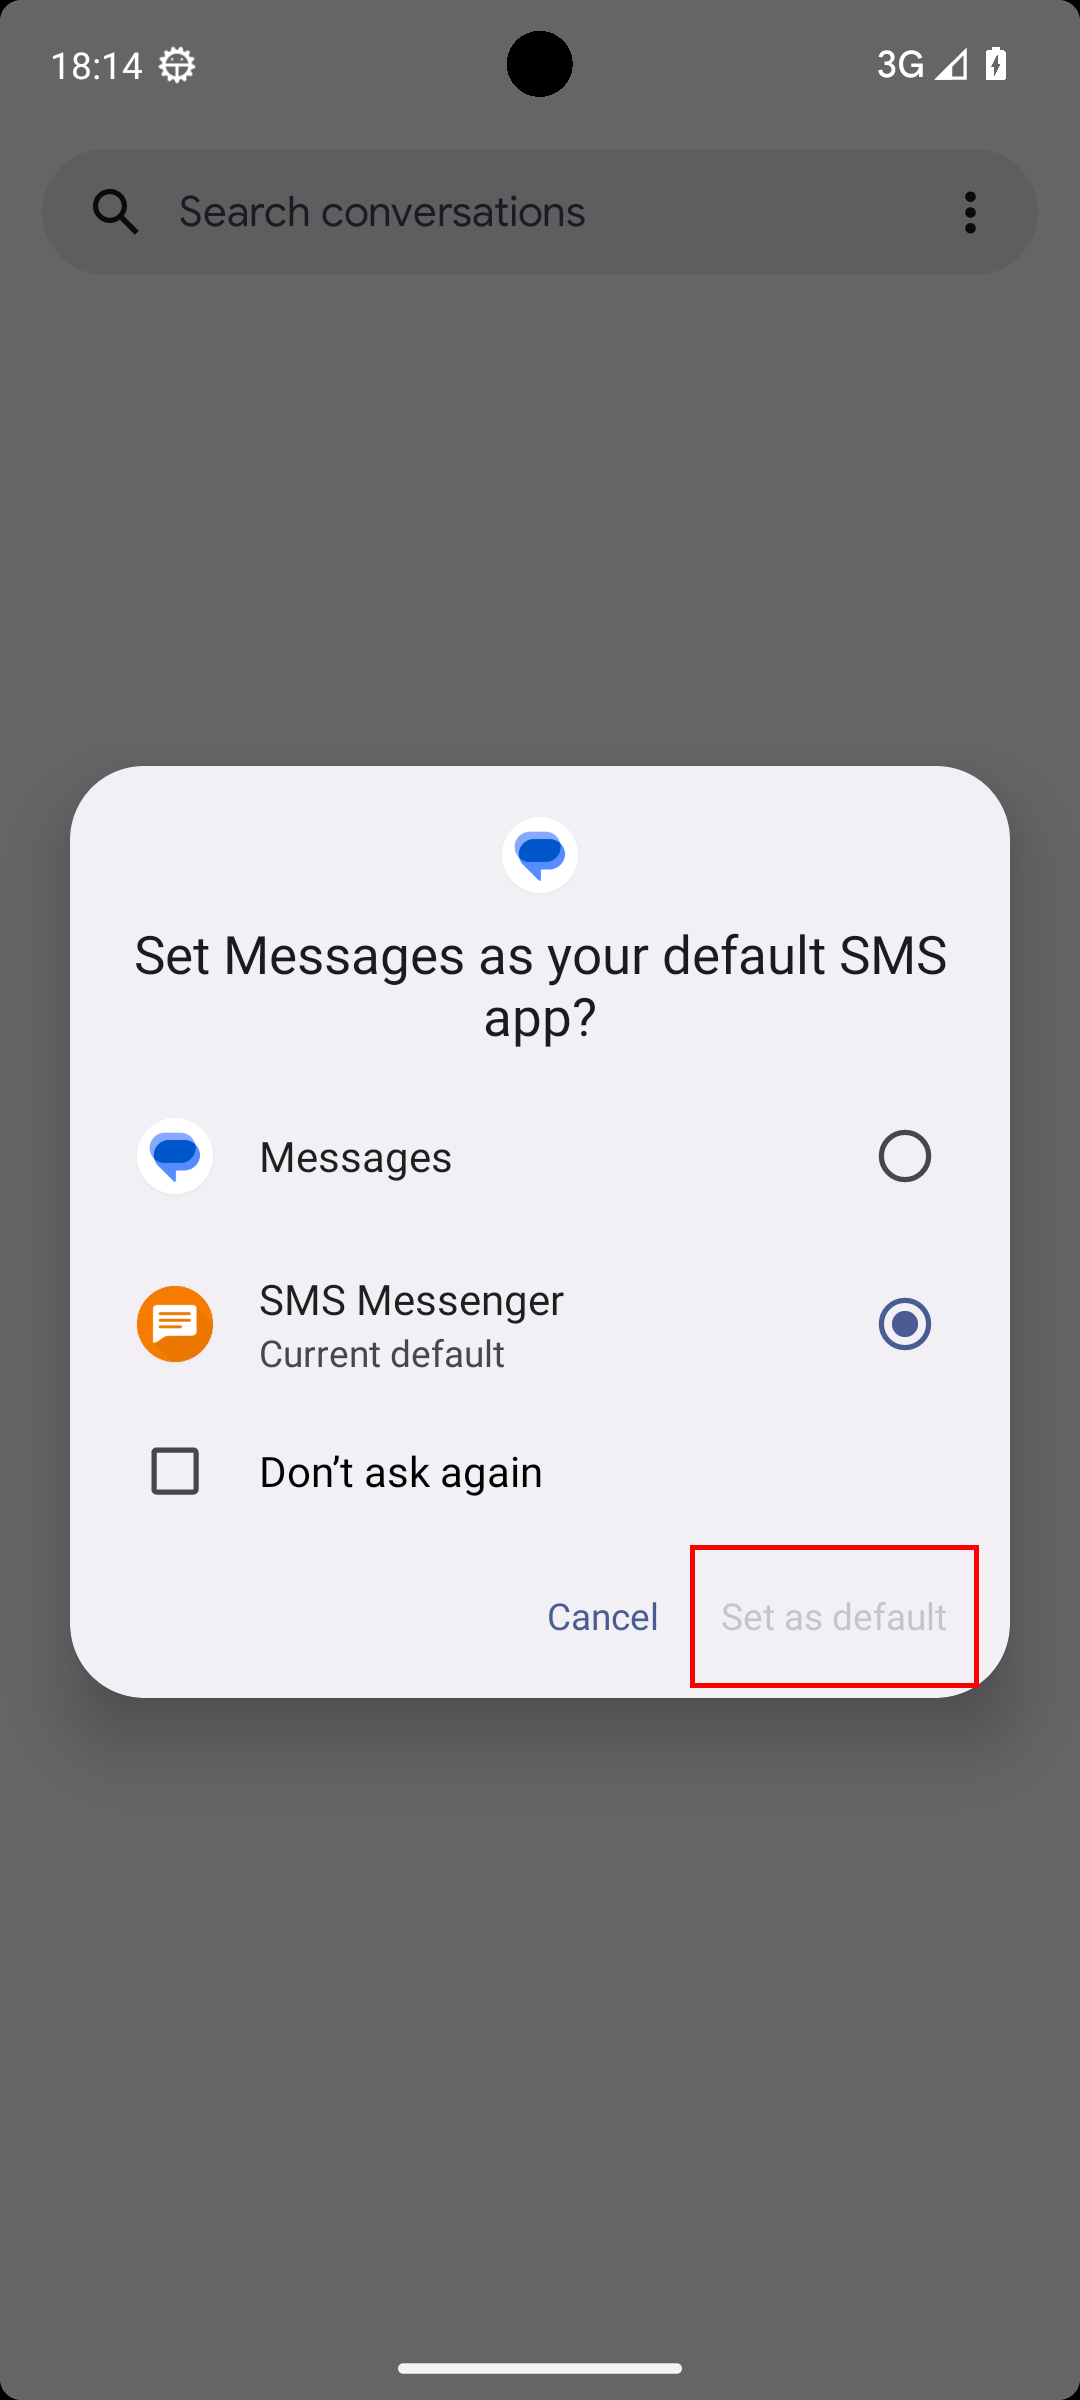 18:14
3G
Search conversations
Set Messages as your default SMS
app?
Messages
SMS Messenger
Current default
Don’t ask again
Cancel
Set as default